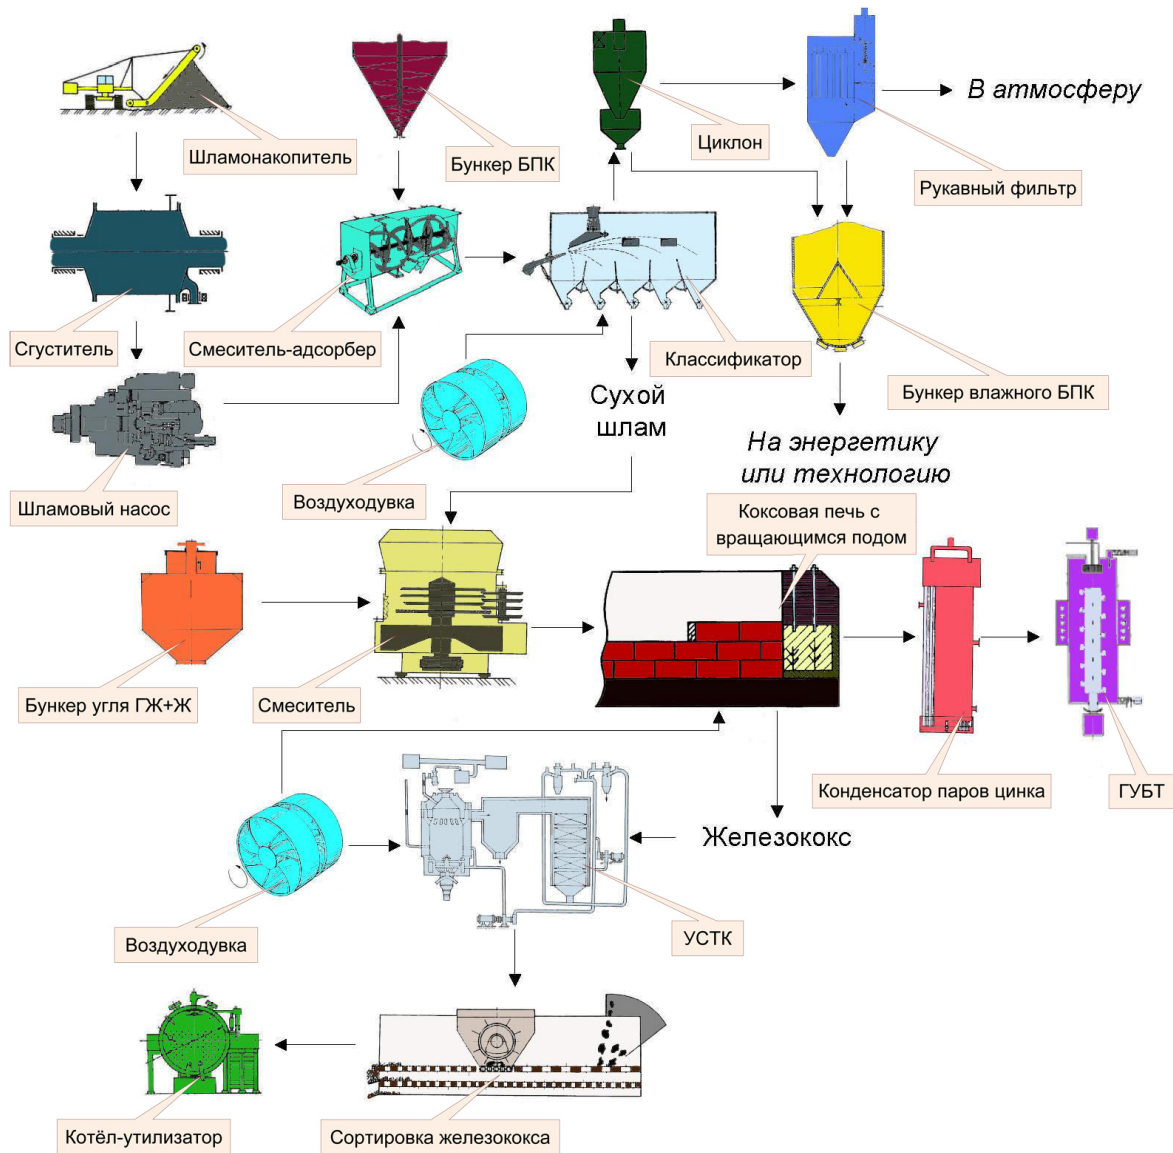 В атмосферу
Шламонакопитель
Бункер БПК
Циклон
Рукавный фильтр
Сгуститель
Смеситель-адсорбер
Классификатор
Бункер влажного БПК
Сухой
шлам
На энергетику
или технологию
Шламовый насос
Воздуходувка
Коксовая печь с
вращающимся подом
Бункер угля ГЖ+Ж
Смеситель
Конденсатор паров цинка
ГУБТ
Железококс
Воздуходувка
УСТК
Котёл-утилизатор
Сортировка железококса